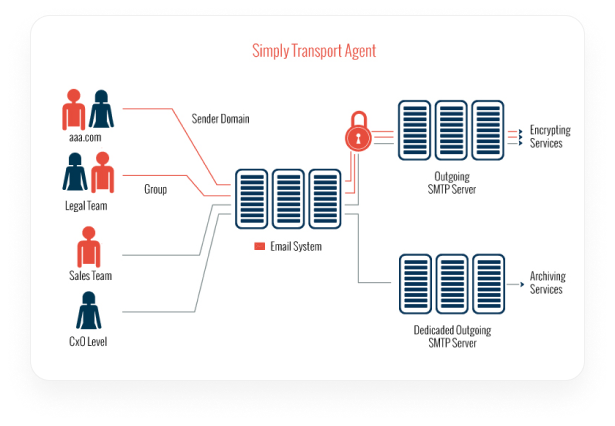 Simply Transport Agent
aaa.com
Sender Domain
Legal Team
Group
Sales Team
CxO Level
Email System
Outgoing
SMTP Server
Encrypting
Services
Dedicaded Outgoing
SMTP Server
Archiving
Services